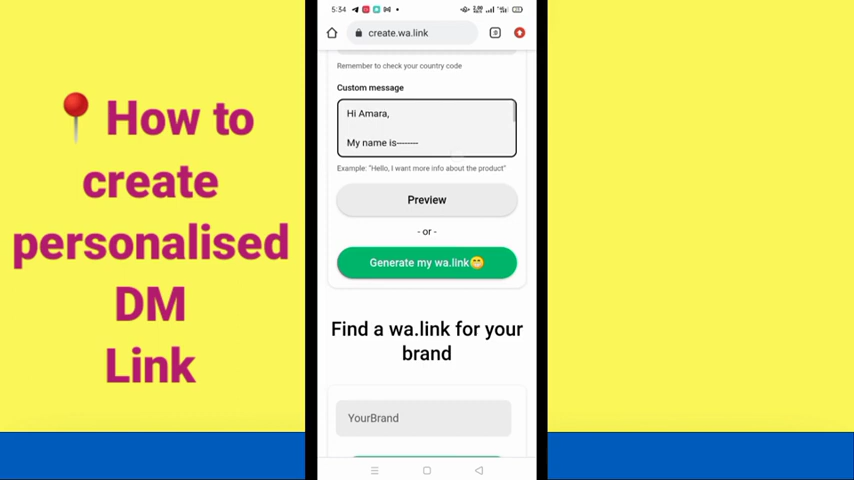 📍How to
create
personalised
DM
Link
5:34
create.wa.link
Remember to check your country code
Custom message
Hi Amara,
My name is-------
Example: "Hello, I want more info about the product"
Preview
- or -
Generate my wa.link😁
Find a wa.link for your
brand
YourBrand